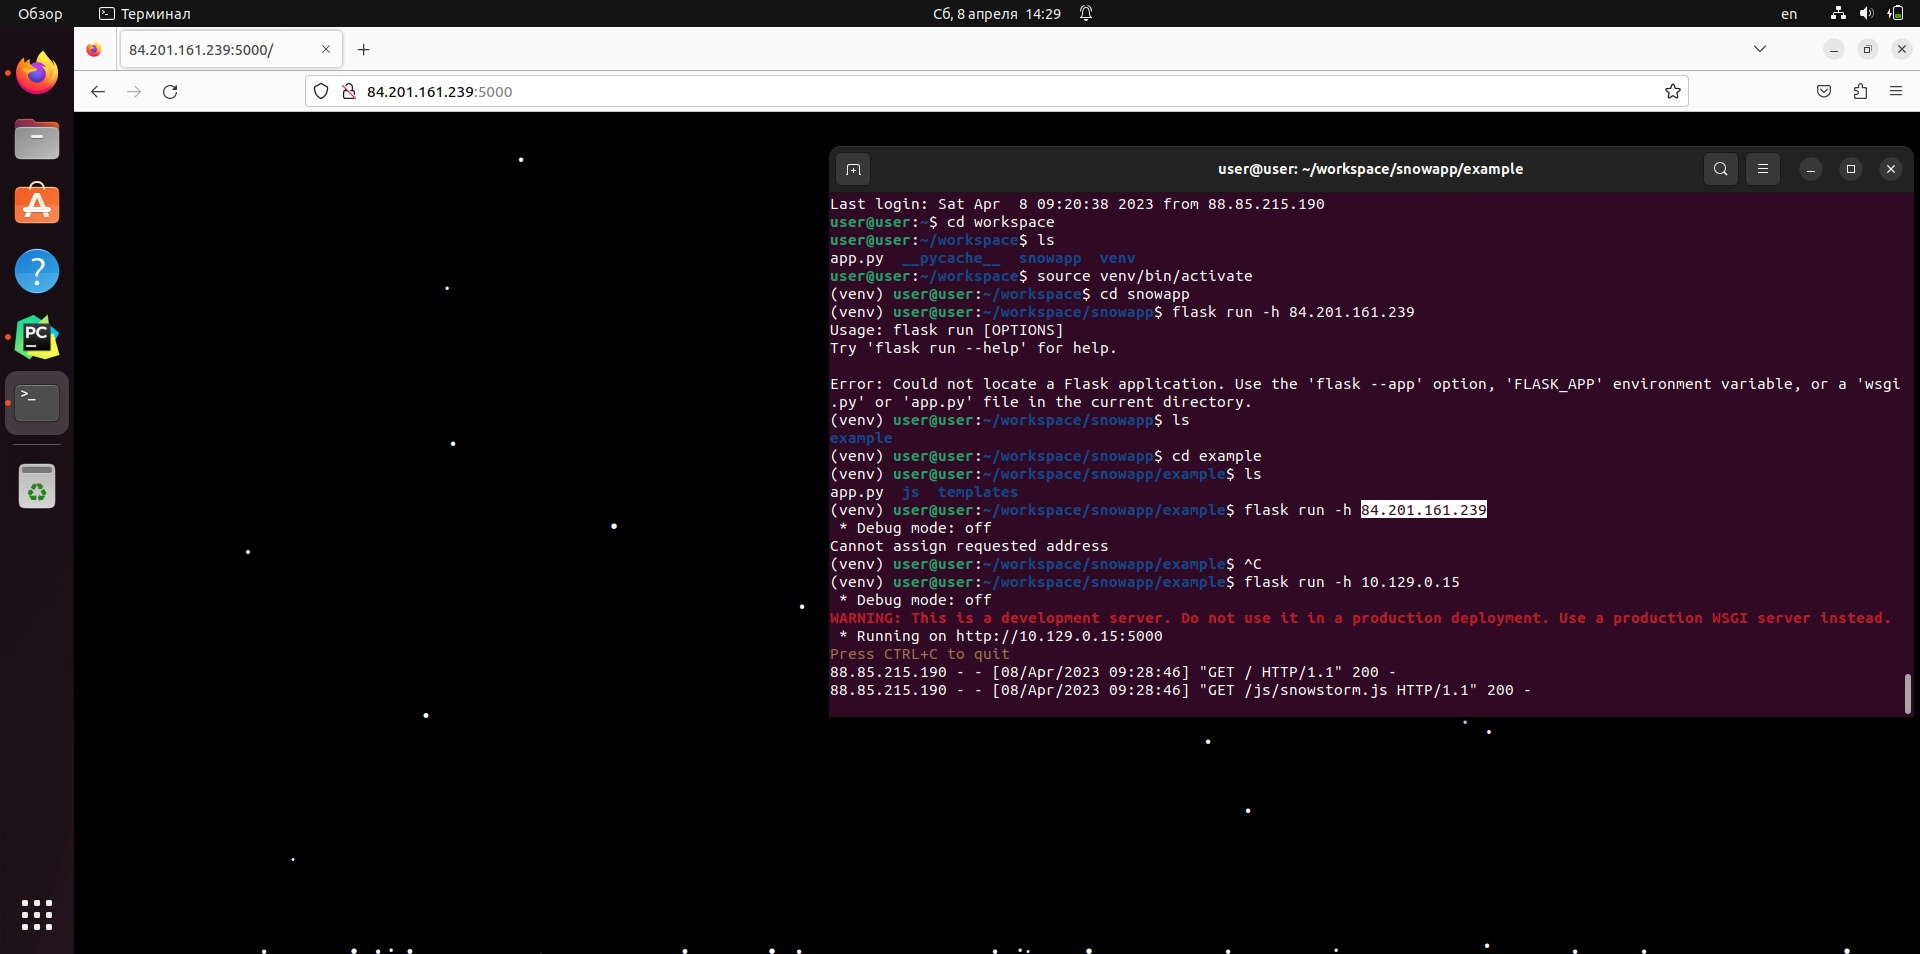 Обзор
Терминал
Сб, 8 апреля 14:29
en
84.201.161.239:5000/
84.201.161.239:5000
PC
user@user: ~/workspace/snowapp/example
Last login: Sat Apr  8 09:20:38 2023 from 88.85.215.190
user@user:~$ cd workspace
user@user:~/workspace$ ls
app.py  __pycache__  snowapp  venv
user@user:~/workspace$ source venv/bin/activate
(venv) user@user:~/workspace$ cd snowapp
(venv) user@user:~/workspace/snowapp$ flask run -h 84.201.161.239
Usage: flask run [OPTIONS]
Try 'flask run --help' for help.
Error: Could not locate a Flask application. Use the 'flask --app' option, 'FLASK_APP' environment variable, or a 'wsgi
.py' or 'app.py' file in the current directory.
(venv) user@user:~/workspace/snowapp$ ls
example
(venv) user@user:~/workspace/snowapp$ cd example
(venv) user@user:~/workspace/snowapp/example$ ls
app.py  js  templates
(venv) user@user:~/workspace/snowapp/example$ flask run -h 84.201.161.239
 * Debug mode: off
Cannot assign requested address
(venv) user@user:~/workspace/snowapp/example$ ^C
(venv) user@user:~/workspace/snowapp/example$ flask run -h 10.129.0.15
 * Debug mode: off
WARNING: This is a development server. Do not use it in a production deployment. Use a production WSGI server instead.
 * Running on http://10.129.0.15:5000
Press CTRL+C to quit
88.85.215.190 - - [08/Apr/2023 09:28:46] "GET / HTTP/1.1" 200 -
88.85.215.190 - - [08/Apr/2023 09:28:46] "GET /js/snowstorm.js HTTP/1.1" 200 -